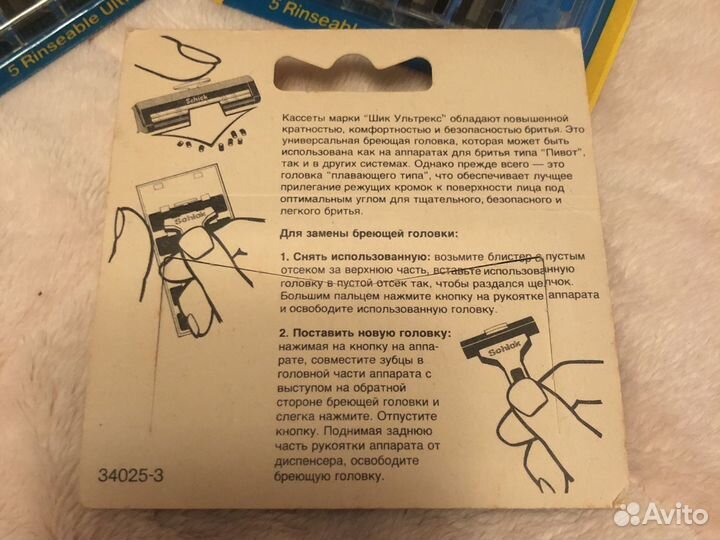 5 Rinseable Ult
5 Rinseable
Schick
Кассеты марки "Шик Ультрекс" обладают повышенной
кратностью, комфортностью и безопасностью бритья. Это
универсальная бреющая головка, которая может быть
использована как на аппаратах для бритья типа "Пивот",
так и в других системах. Однако прежде всего — это
головка "плавающего типа", что обеспечивает лучшее
прилегание режущих кромок к поверхности лица под
оптимальным углом для тщательного, безопасного и
легкого бритья.
Для замены бреющей головки:
Schick
1. Снять использованную: возьмите блистер с пустым
отсеком за верхнюю часть, вставьте использованную
головку в пустой отсек так, чтобы раздался щелчок.
Большим пальцем нажмите кнопку на рукоятке аппарата
и освободите использованную головку.
2. Поставить новую головку:
нажимая на кнопку на аппа-
рате, совместите зубцы в
головной части аппарата с
выступом на обратной
стороне бреющей головки и
слегка нажмите. Отпустите
кнопку. Поднимая заднюю
часть рукоятки аппарата от
диспенсера, освободите
бреющую головку.
Schick
34025-3
Avito